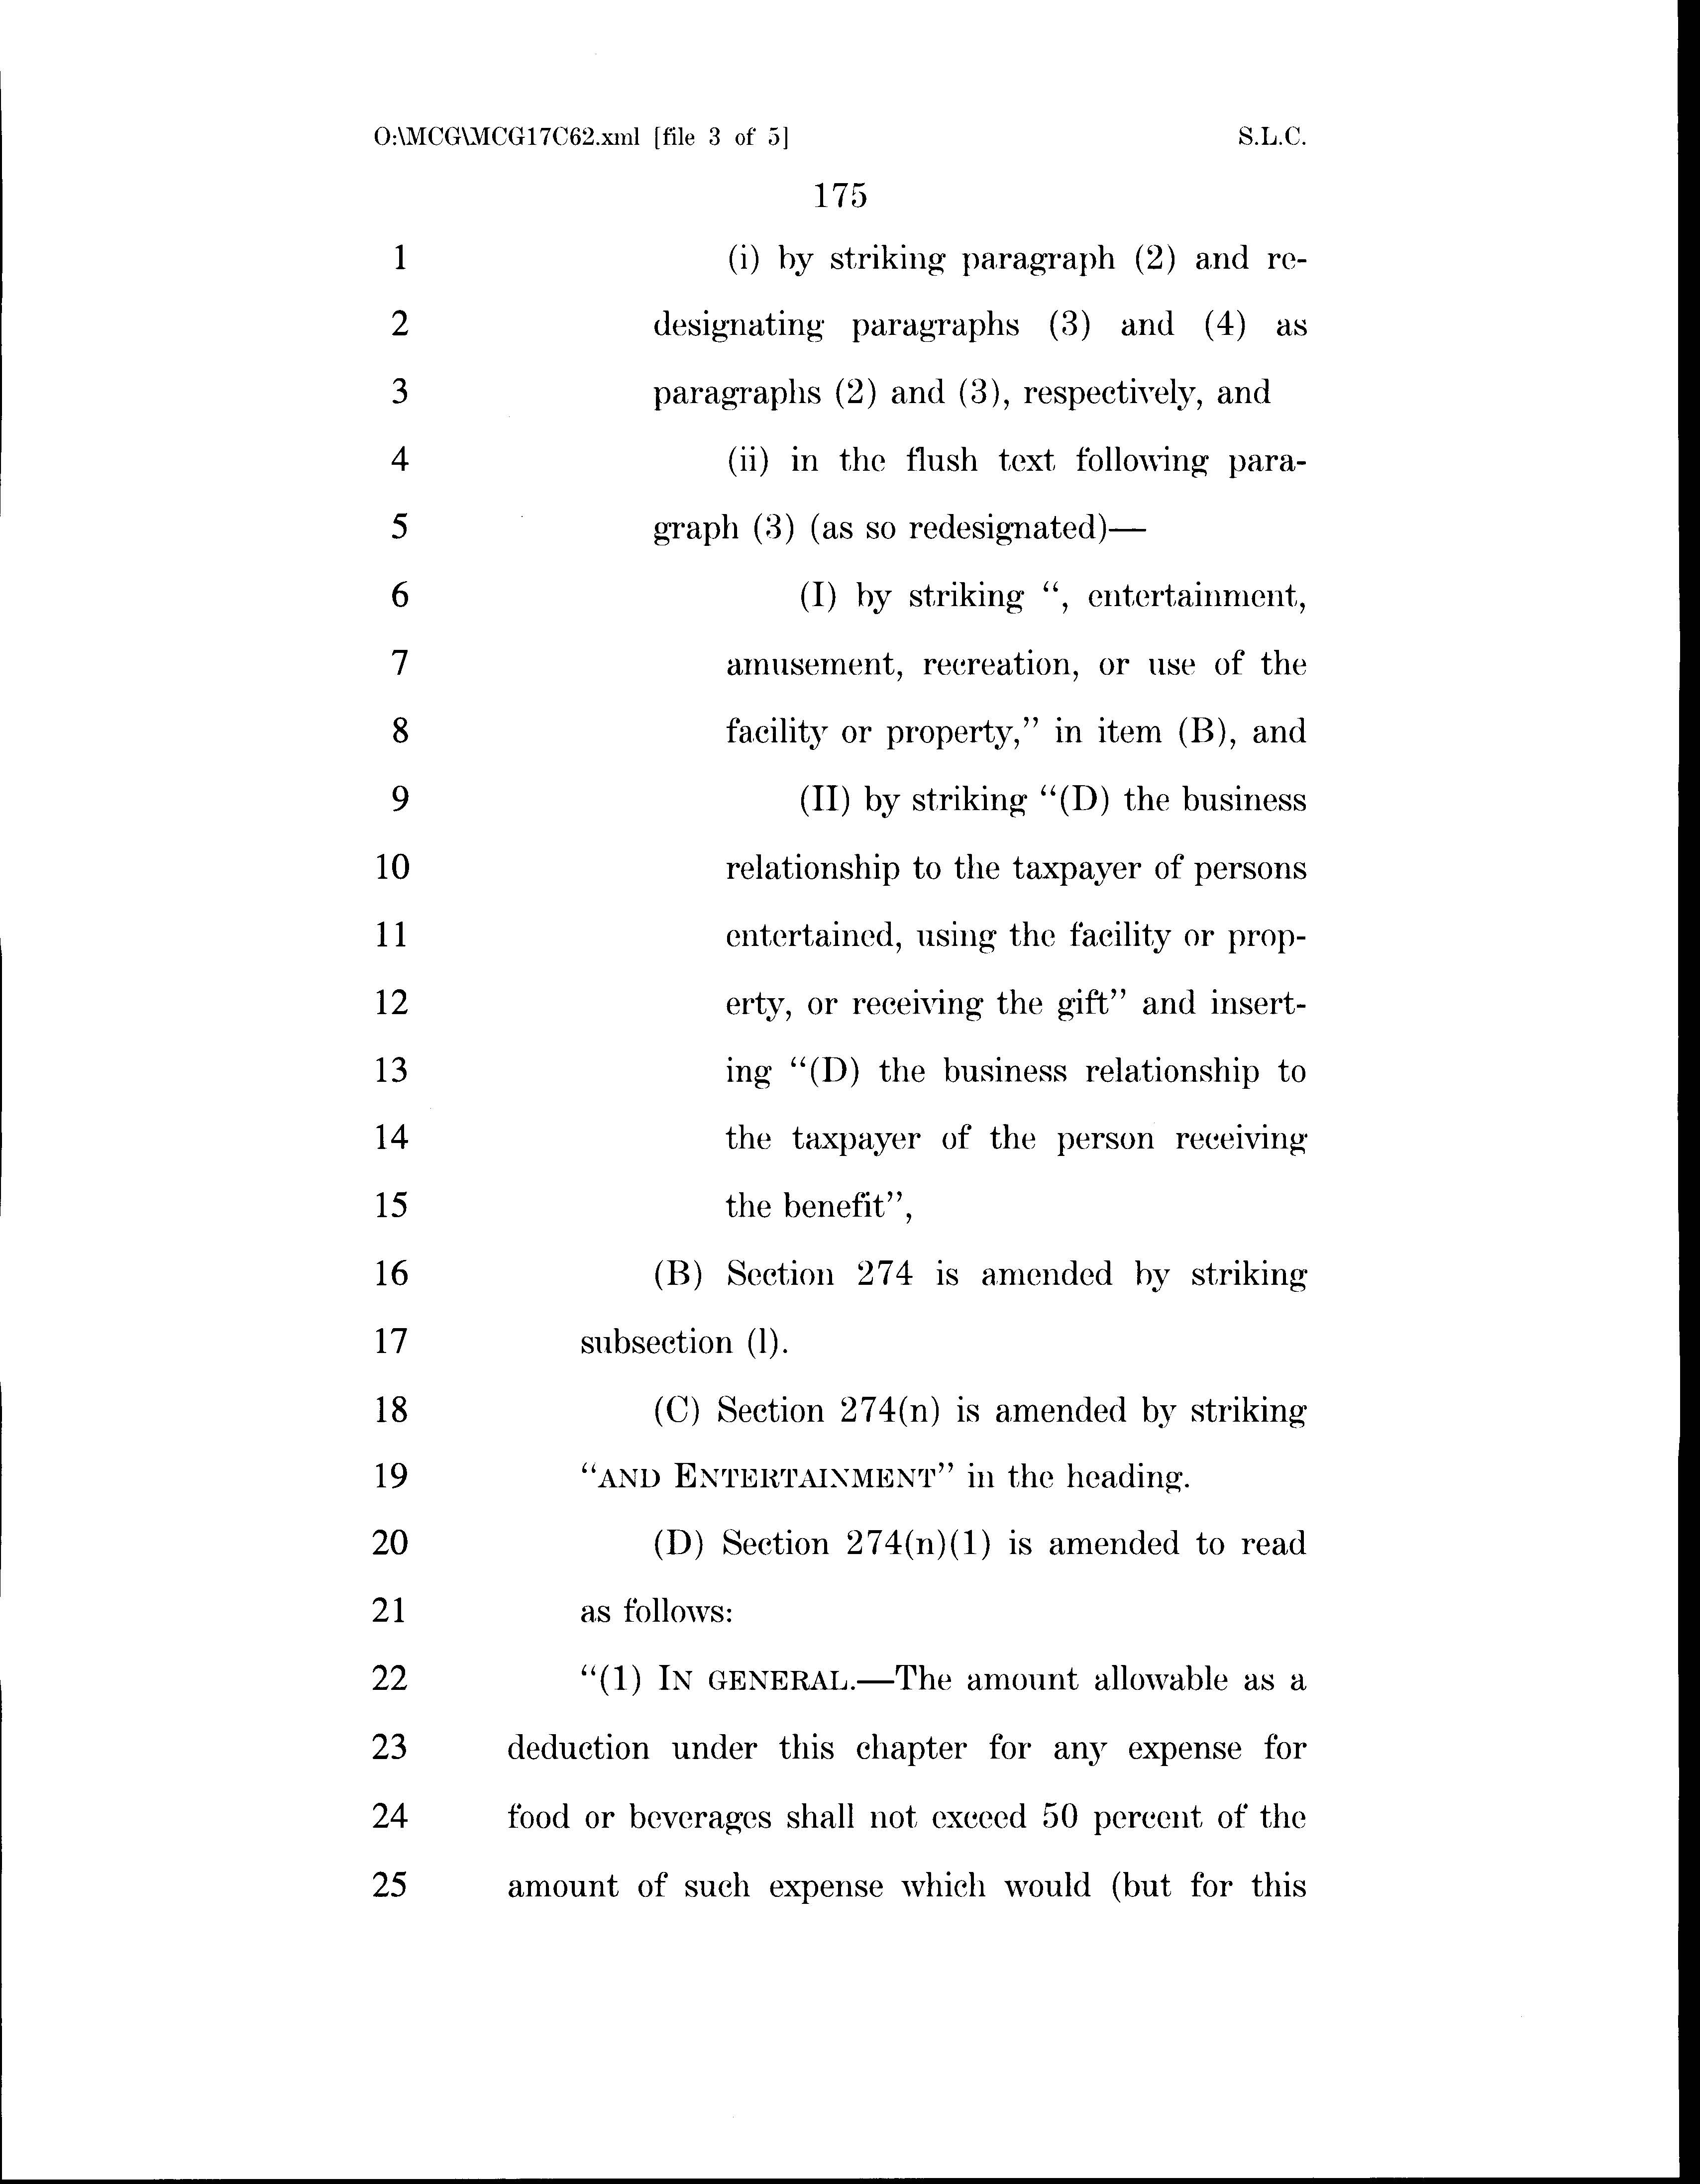 O:\MCG\MCG17C62.xml [file 3 of 5] S.L.C.
175
1 (i) by striking paragraph (2) and re-
2 designating paragraphs (3) and (4) as
3 paragraphs (2) and (3), respectively, and
4 (ii) in the flush text following para-
5 graph (3) (as so redesignated)—
6 (I) by striking “, entertainment,
7 amusement, recreation, or use of the
8 facility or property,” in item (B), and
9 (II) by striking “(D) the business
10 relationship to the taxpayer of persons
11 entertained, using the facility or prop-
12 erty, or receiving the gift” and insert-
13 ing “(D) the business relationship to
14 the taxpayer of the person receiving
15 the benefit”,
16 (B) Section 274 is amended by striking
17 subsection (l).
18 (C) Section 274(n) is amended by striking
19 “AND ENTERTAINMENT” in the heading.
20 (D) Section 274(n)(1) is amended to read
21 as follows:
22 “(1) IN GENERAL.—The amount allowable as a
23 deduction under this chapter for any expense for
24 food or beverages shall not exceed 50 percent of the
25 amount of such expense which would (but for this